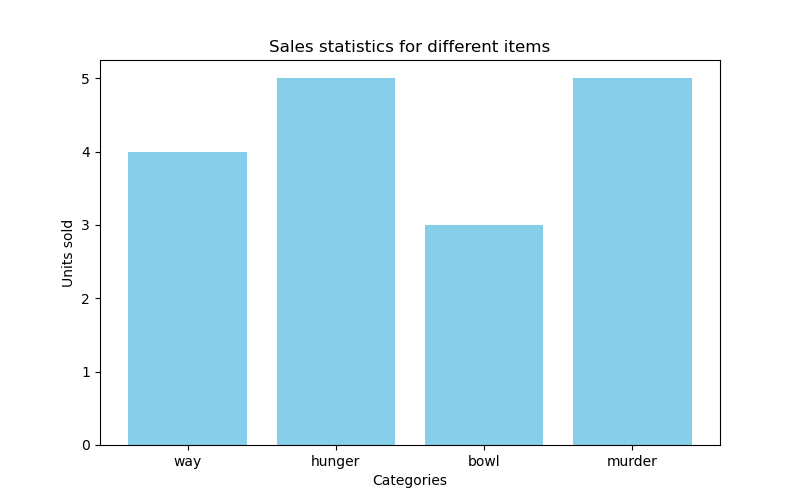 Sales statistics for different items
Units sold
5
4
3
2
1
0
way hunger bowl murder
Categories